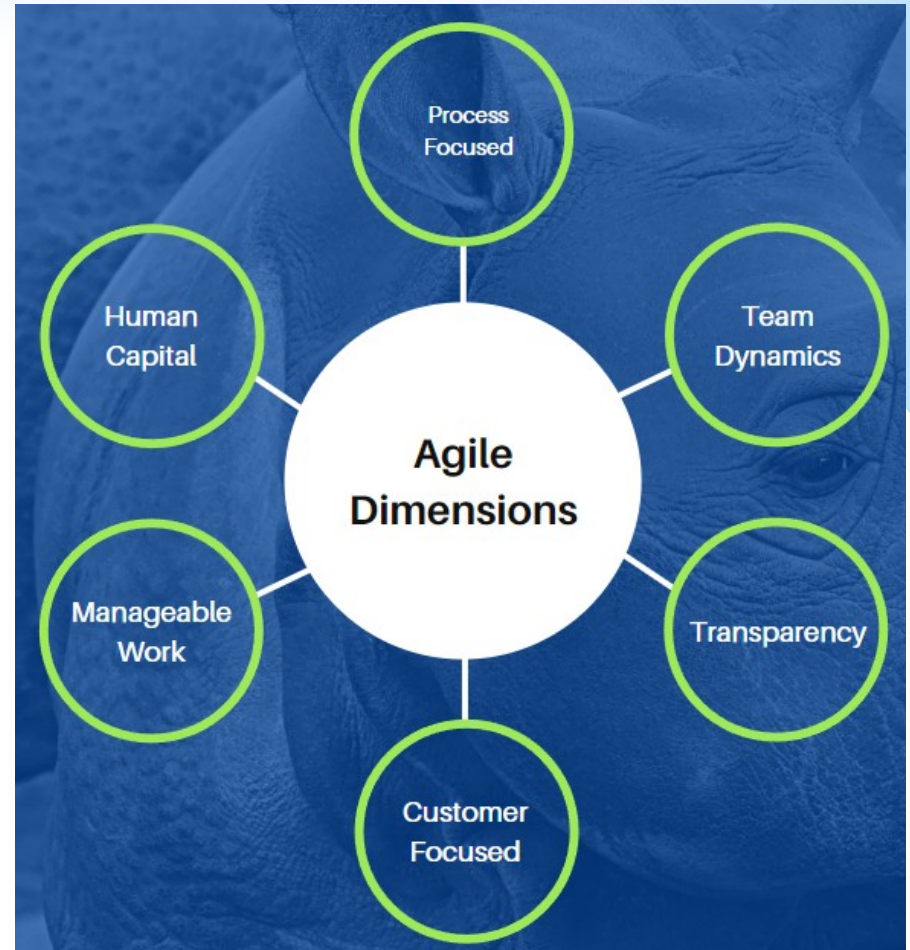 Process
Focused
Human
Capital
Team
Dynamics
Agile
Dimensions
Manageable
Work
Transparency
Customer
Focused